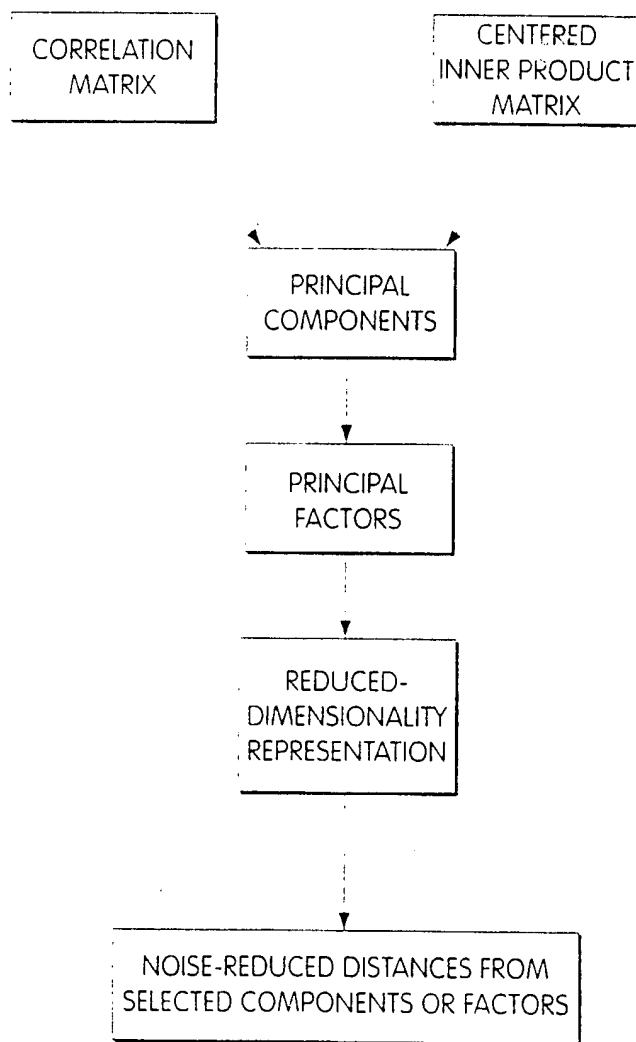 CORRELATION
MATRIX
CENTERED
INNER PRODUCT
MATRIX
PRINCIPAL
COMPONENTS
PRINCIPAL
FACTORS
REDUCED-
DIMENSIONALITY
REPRESENTATION
NOISE-REDUCED DISTANCES FROM
SELECTED COMPONENTS OR FACTORS